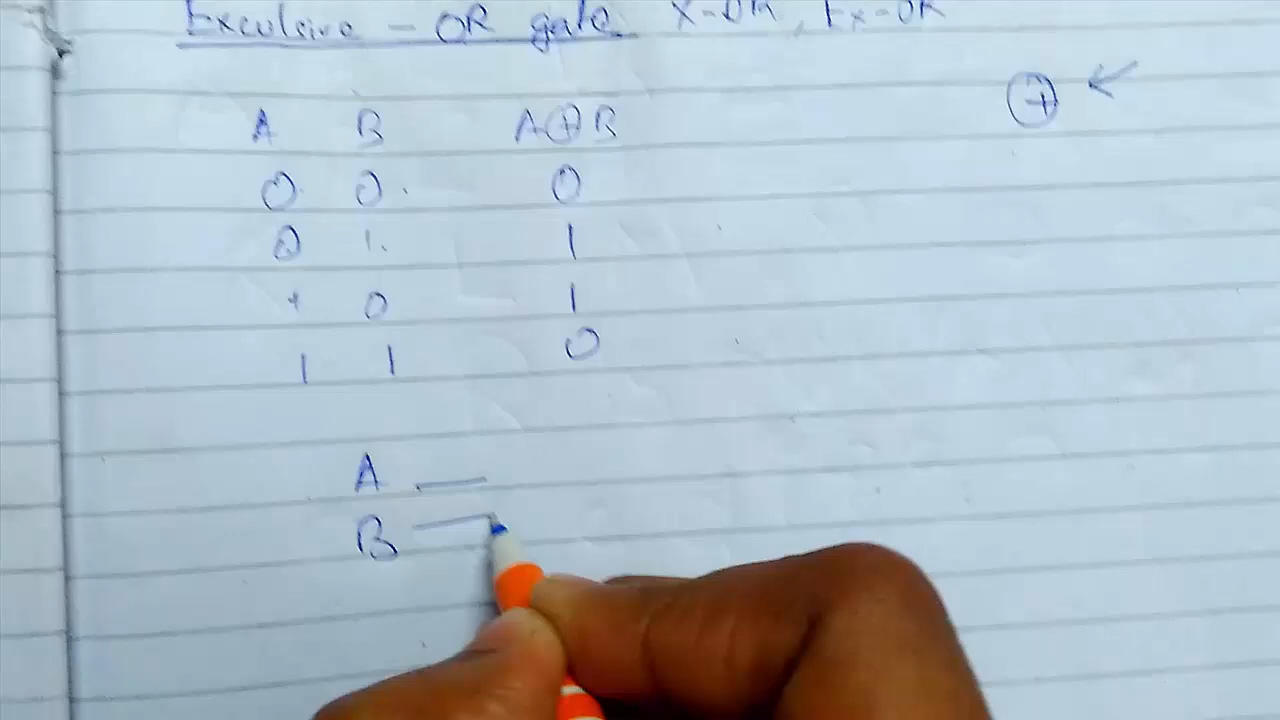 Exculsive - OR gate X-OR, Ex-OR
⊕ ←
A B A⊕B
0 0 0
0 1 1
1 0 1
1 1 0
A
B